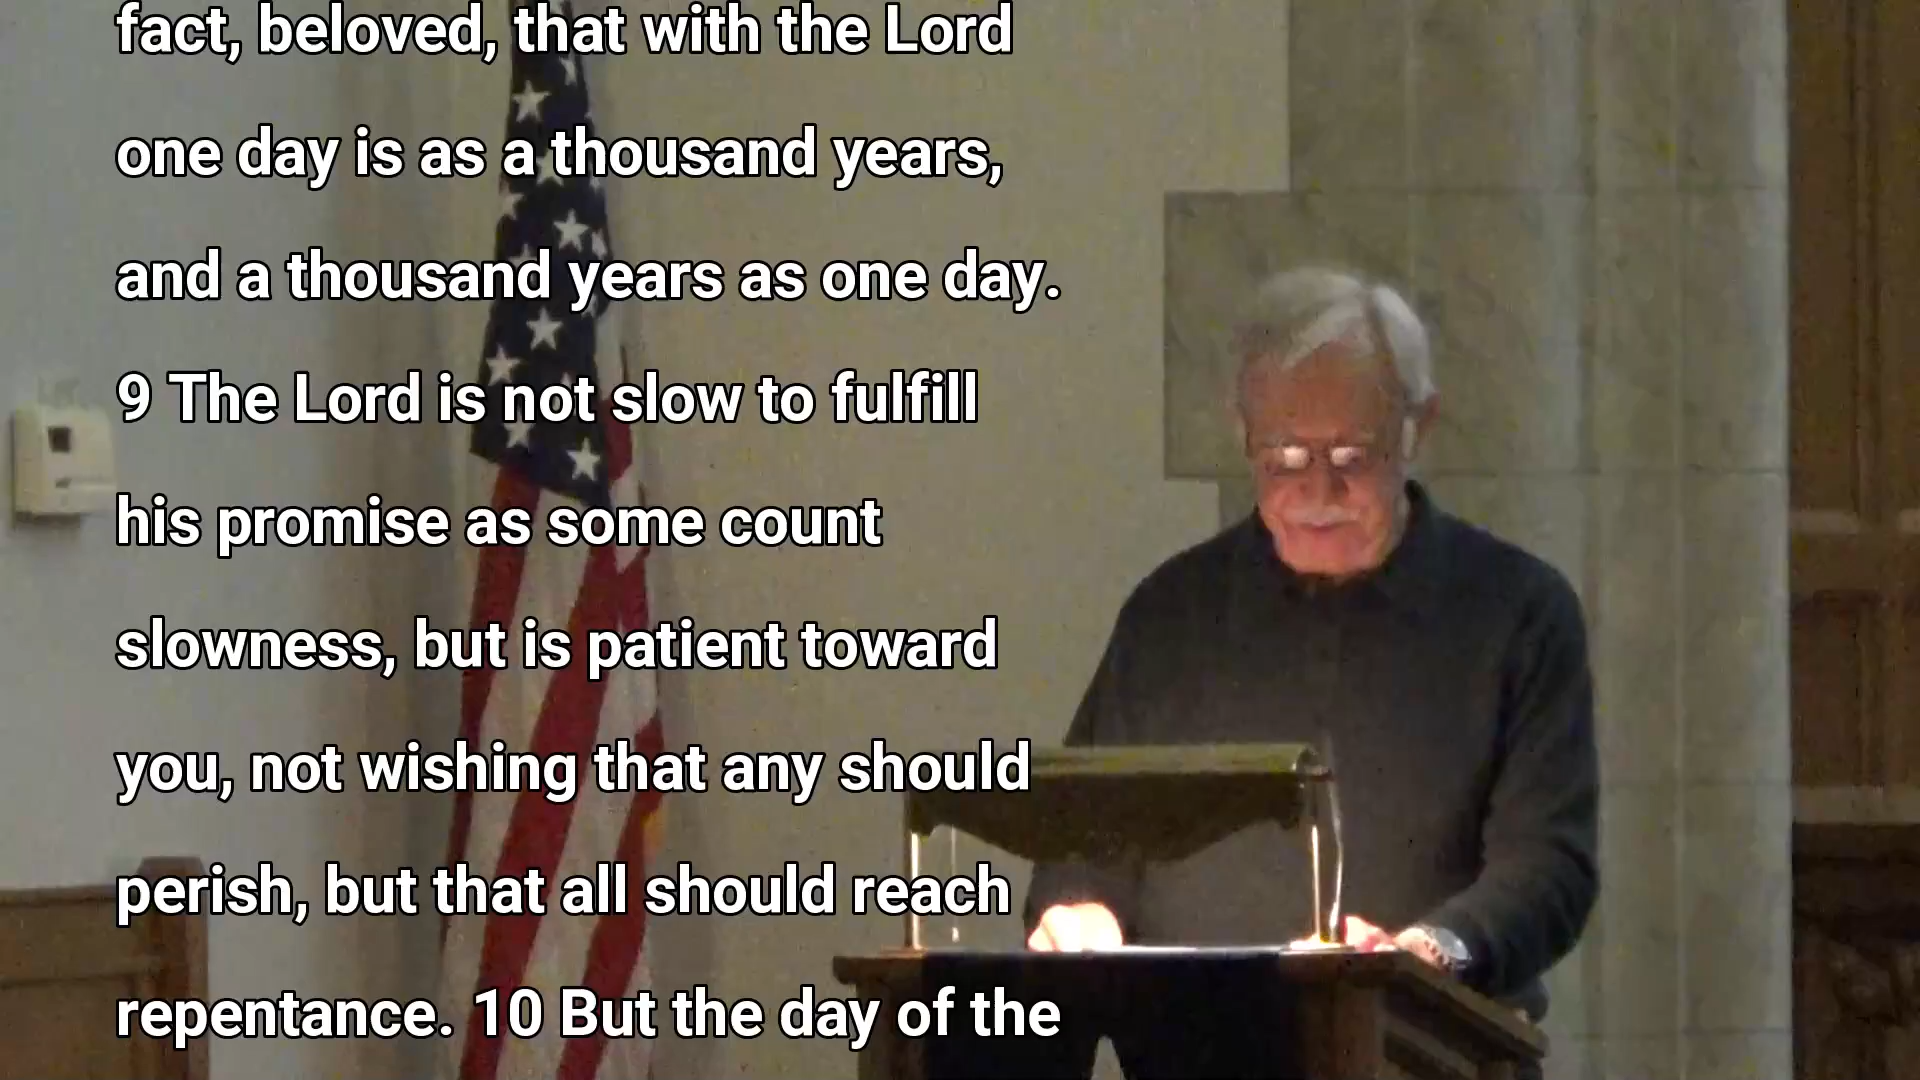 fact, beloved, that with the Lord
one day is as a thousand years,
and a thousand years as one day.
9 The Lord is not slow to fulfill
his promise as some count
slowness, but is patient toward
you, not wishing that any should
perish, but that all should reach
repentance. 10 But the day of the